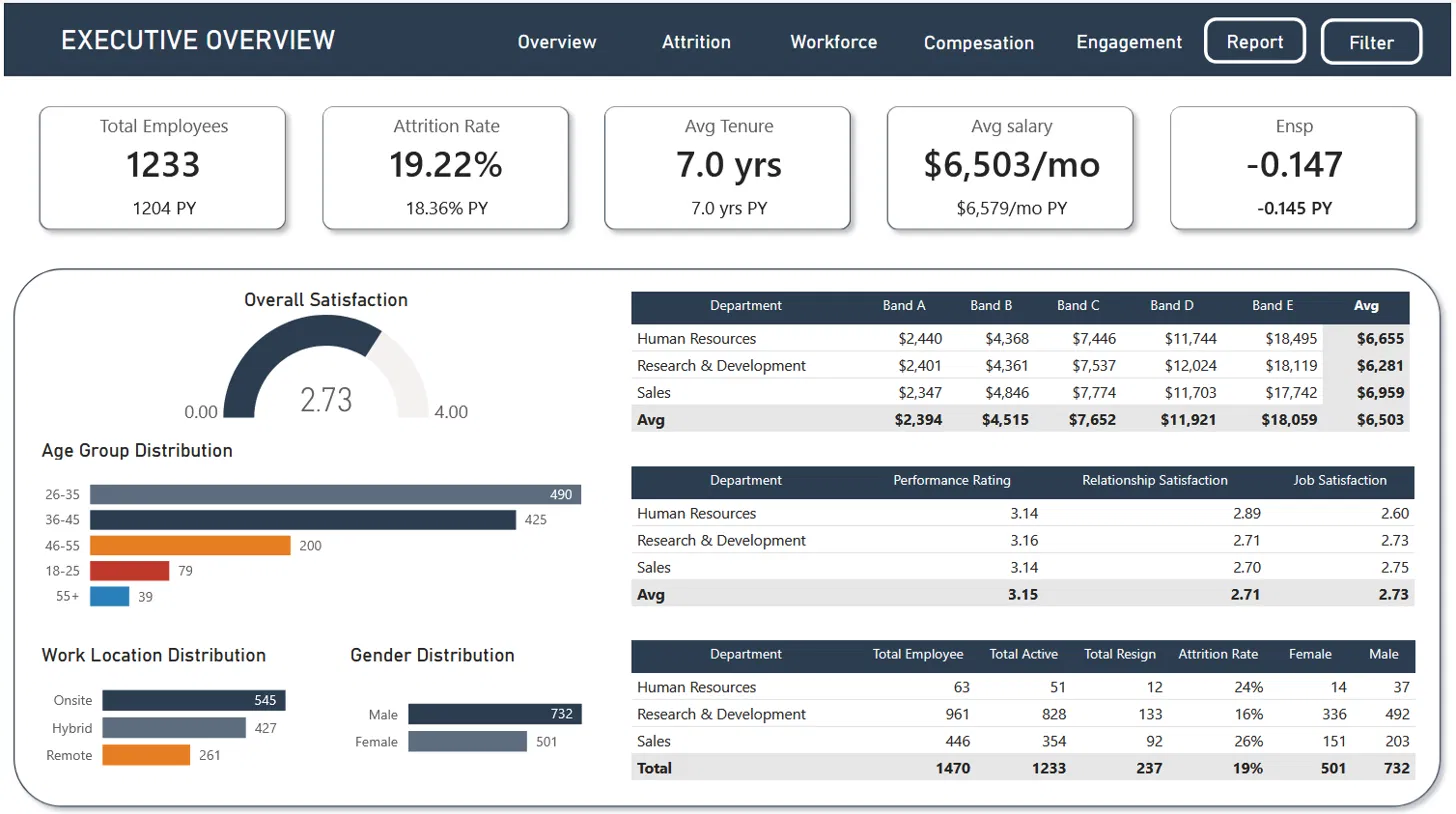 EXECUTIVE OVERVIEW Overview Attrition Workforce Compesation Engagement Report Filter
Total Employees Attrition Rate Avg Tenure Avg salary Ensp
1233 19.22% 7.0 yrs $6,503/mo -0.147
1204 PY 18.36% PY 7.0 yrs PY $6,579/mo PY -0.145 PY
Overall Satisfaction
2.73
0.00 4.00
Age Group Distribution
26-35 490
36-45 425
46-55 200
18-25 79
55+ 39
Work Location Distribution
Onsite 545
Hybrid 427
Remote 261
Gender Distribution
Male 732
Female 501
Department Band A Band B Band C Band D Band E Avg
Human Resources $2,440 $4,368 $7,446 $11,744 $18,495 $6,655
Research & Development $2,401 $4,361 $7,537 $12,024 $18,119 $6,281
Sales $2,347 $4,846 $7,774 $11,703 $17,742 $6,959
Avg $2,394 $4,515 $7,652 $11,921 $18,059 $6,503
Department Performance Rating Relationship Satisfaction Job Satisfaction
Human Resources 3.14 2.89 2.60
Research & Development 3.16 2.71 2.73
Sales 3.14 2.70 2.75
Avg 3.15 2.71 2.73
Department Total Employee Total Active Total Resign Attrition Rate Female Male
Human Resources 63 51 12 24% 14 37
Research & Development 961 828 133 16% 336 492
Sales 446 354 92 26% 151 203
Total 1470 1233 237 19% 501 732